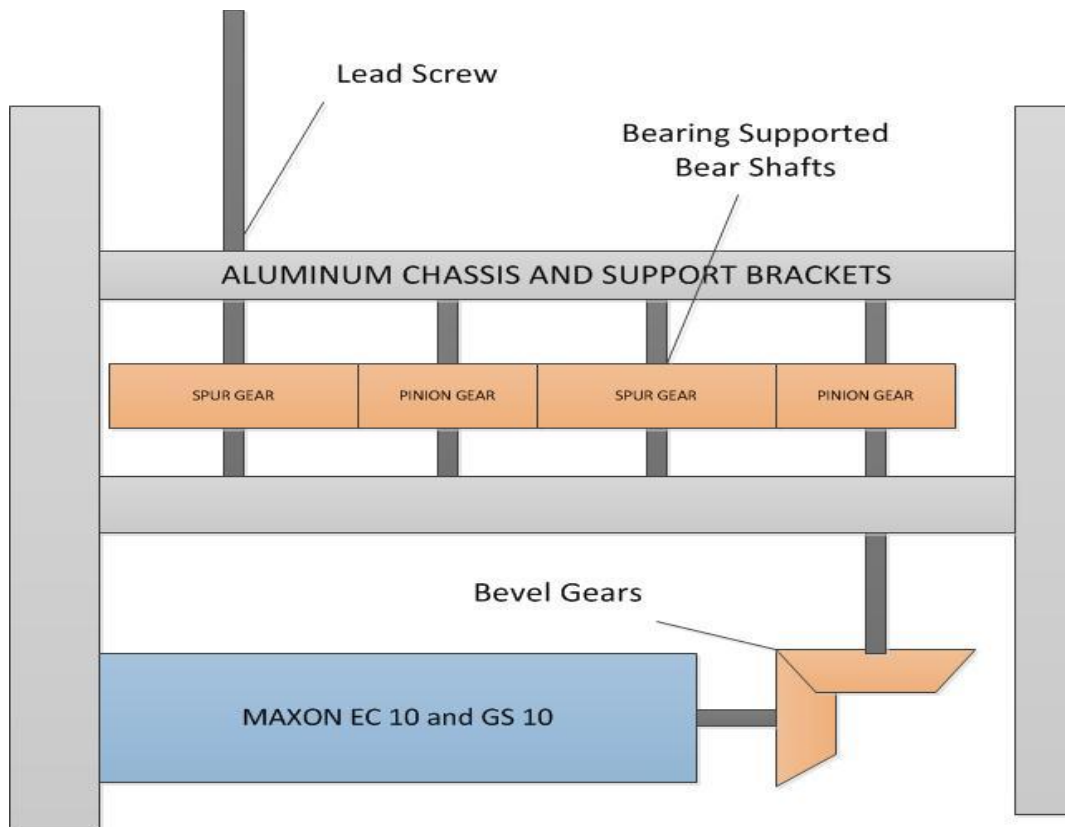 Lead Screw
Bearing Supported
Bear Shafts
ALUMINUM CHASSIS AND SUPPORT BRACKETS
SPUR GEAR
PINION GEAR
SPUR GEAR
PINION GEAR
Bevel Gears
MAXON EC 10 and GS 10